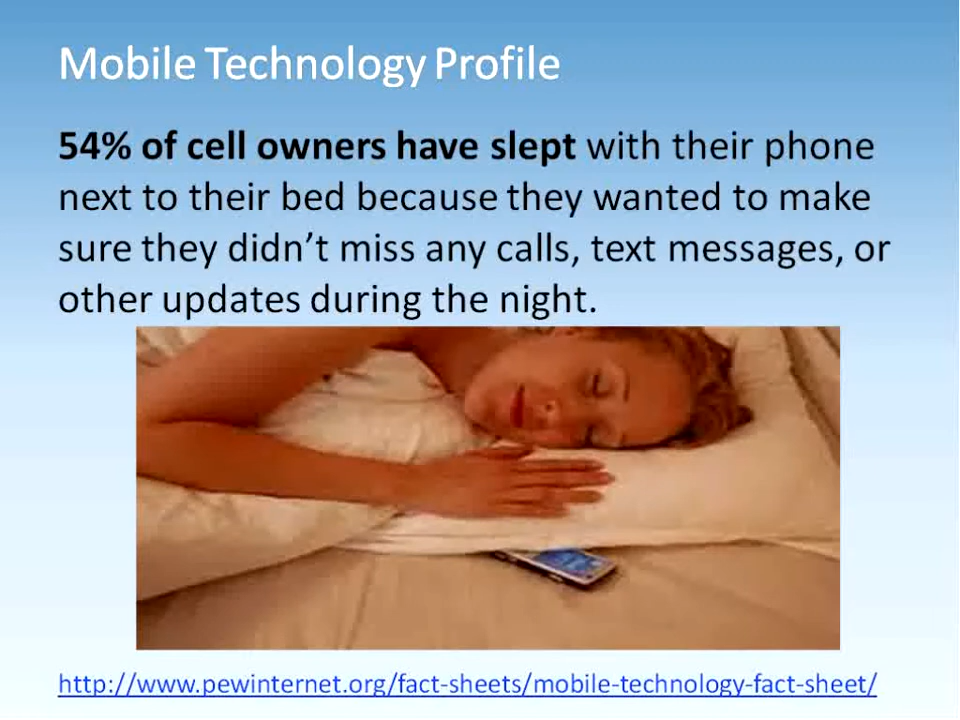 Mobile Technology Profile
54% of cell owners have slept with their phone
next to their bed because they wanted to make
sure they didn’t miss any calls, text messages, or
other updates during the night.
http://www.pewinternet.org/fact-sheets/mobile-technology-fact-sheet/